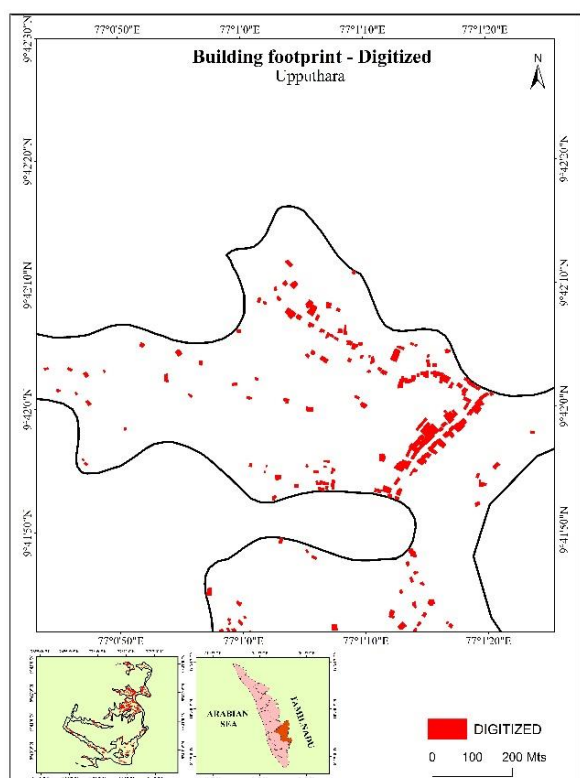 77°0'50"E 77°1'0"E 77°1'10"E 77°1'20"E
Building footprint - Digitized
Upputhara
N
9°42'30"N
9°42'20"N 9°42'20"N
9°42'10"N 9°42'10"N
9°42'0"N 9°42'0"N
9°41'50"N 9°41'50"N
77°0'50"E 77°1'0"E 77°1'10"E 77°1'20"E
ARABIAN
SEA
TAMILNADU
DIGITIZED
0 100 200 Mts